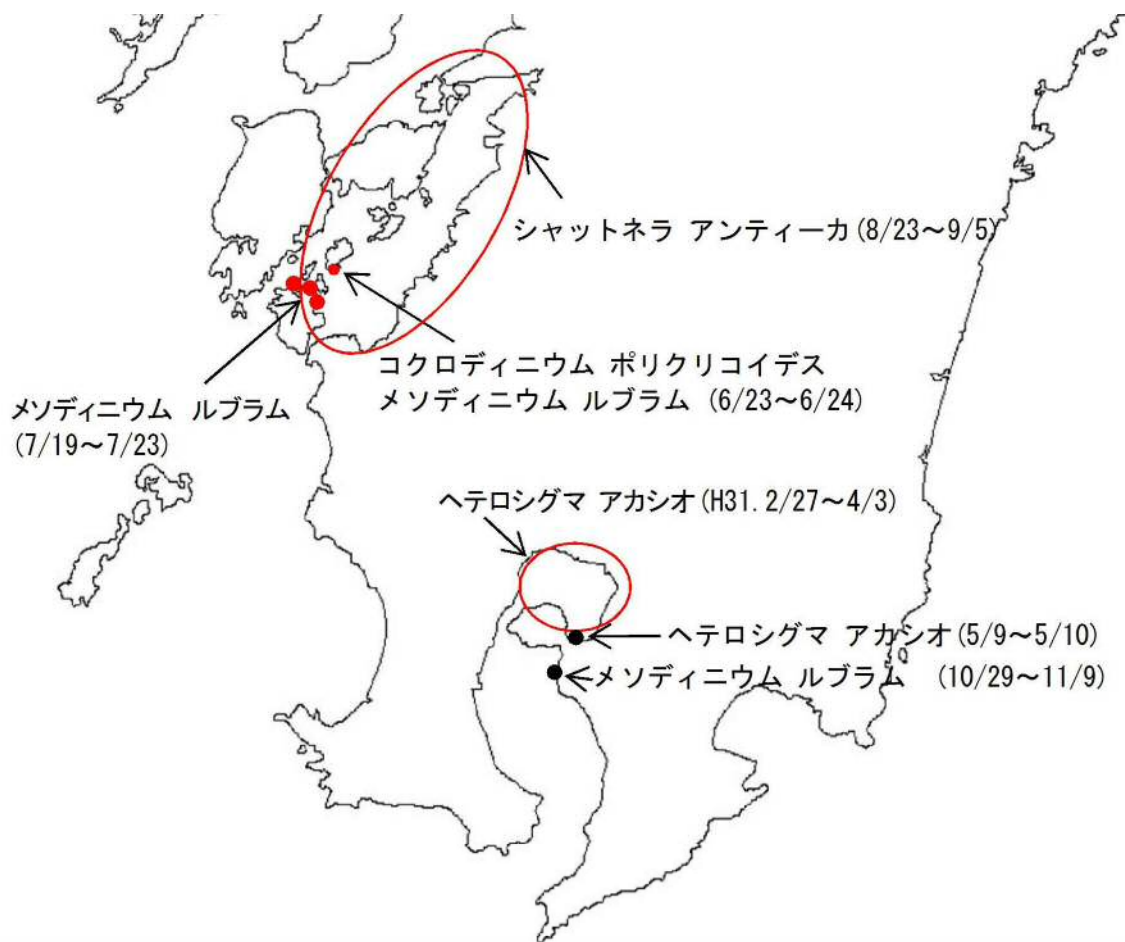 シャットネラ アンティーカ(8/23～9/5)
コクロディニウム ポリクリコイデス
メソディニウム ルブラム (6/23～6/24)
メソディニウム ルブラム
(7/19～7/23)
ヘテロシグマ アカシオ(H31.2/27～4/3)
ヘテロシグマ アカシオ(5/9～5/10)
メソディニウム ルブラム (10/29～11/9)